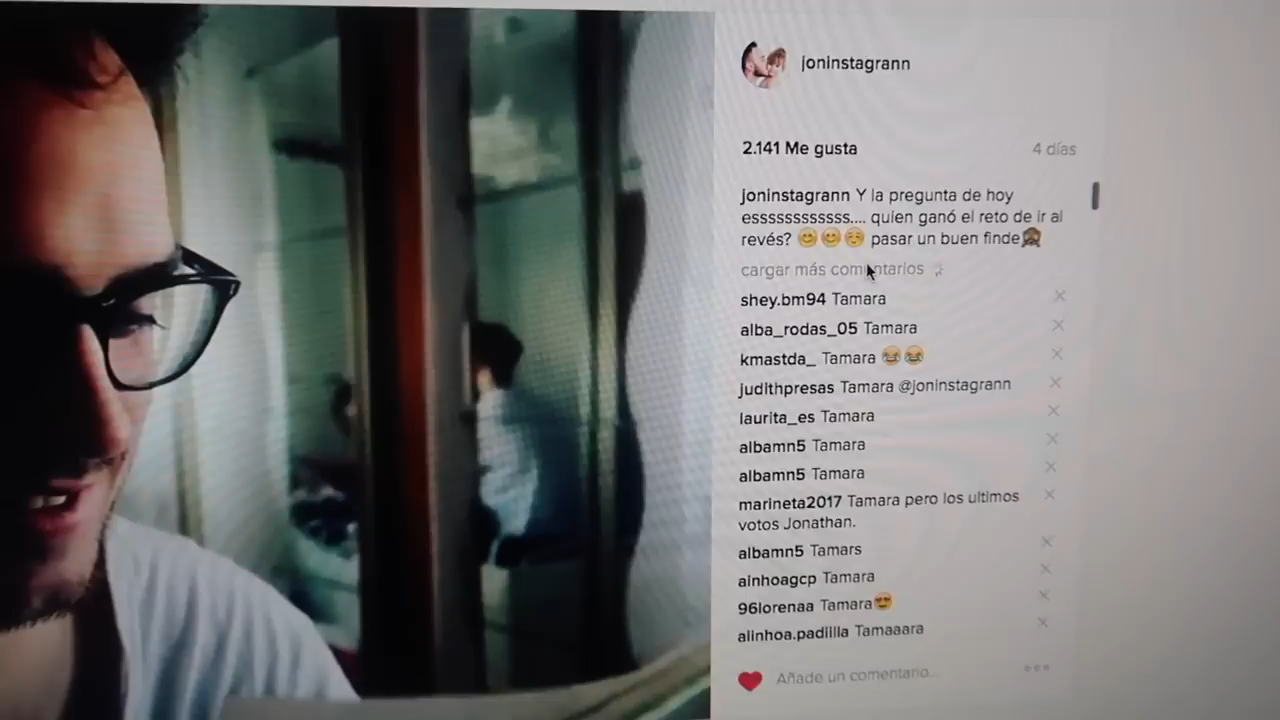 joninstagrann
2.141 Me gusta
4 días
joninstagrann Y la pregunta de hoy
esssssssssssss.... quien ganó el reto de ir al
revés? 😊😊☺️ pasar un buen finde🙈
cargar más comentarios
shey.bm94 Tamara
alba_rodas_05 Tamara
kmastda_ Tamara 😂😂
judithpresas Tamara @joninstagrann
laurita_es Tamara
albamn5 Tamara
albamn5 Tamara
marineta2017 Tamara pero los ultimos
votos Jonathan.
albamn5 Tamars
ainhoagcp Tamara
96lorenaa Tamara😍
alinhoa.padillla Tamaaara
Añade un comentario...